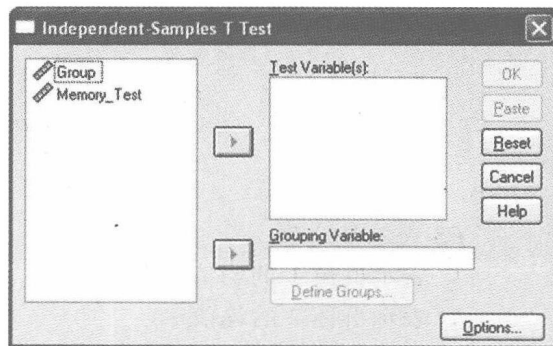 Independent-Samples T Test
Group
Memory_Test
Test Variable(s):
OK
Paste
Reset
Cancel
Help
Grouping Variable:
Define Groups...
Options...